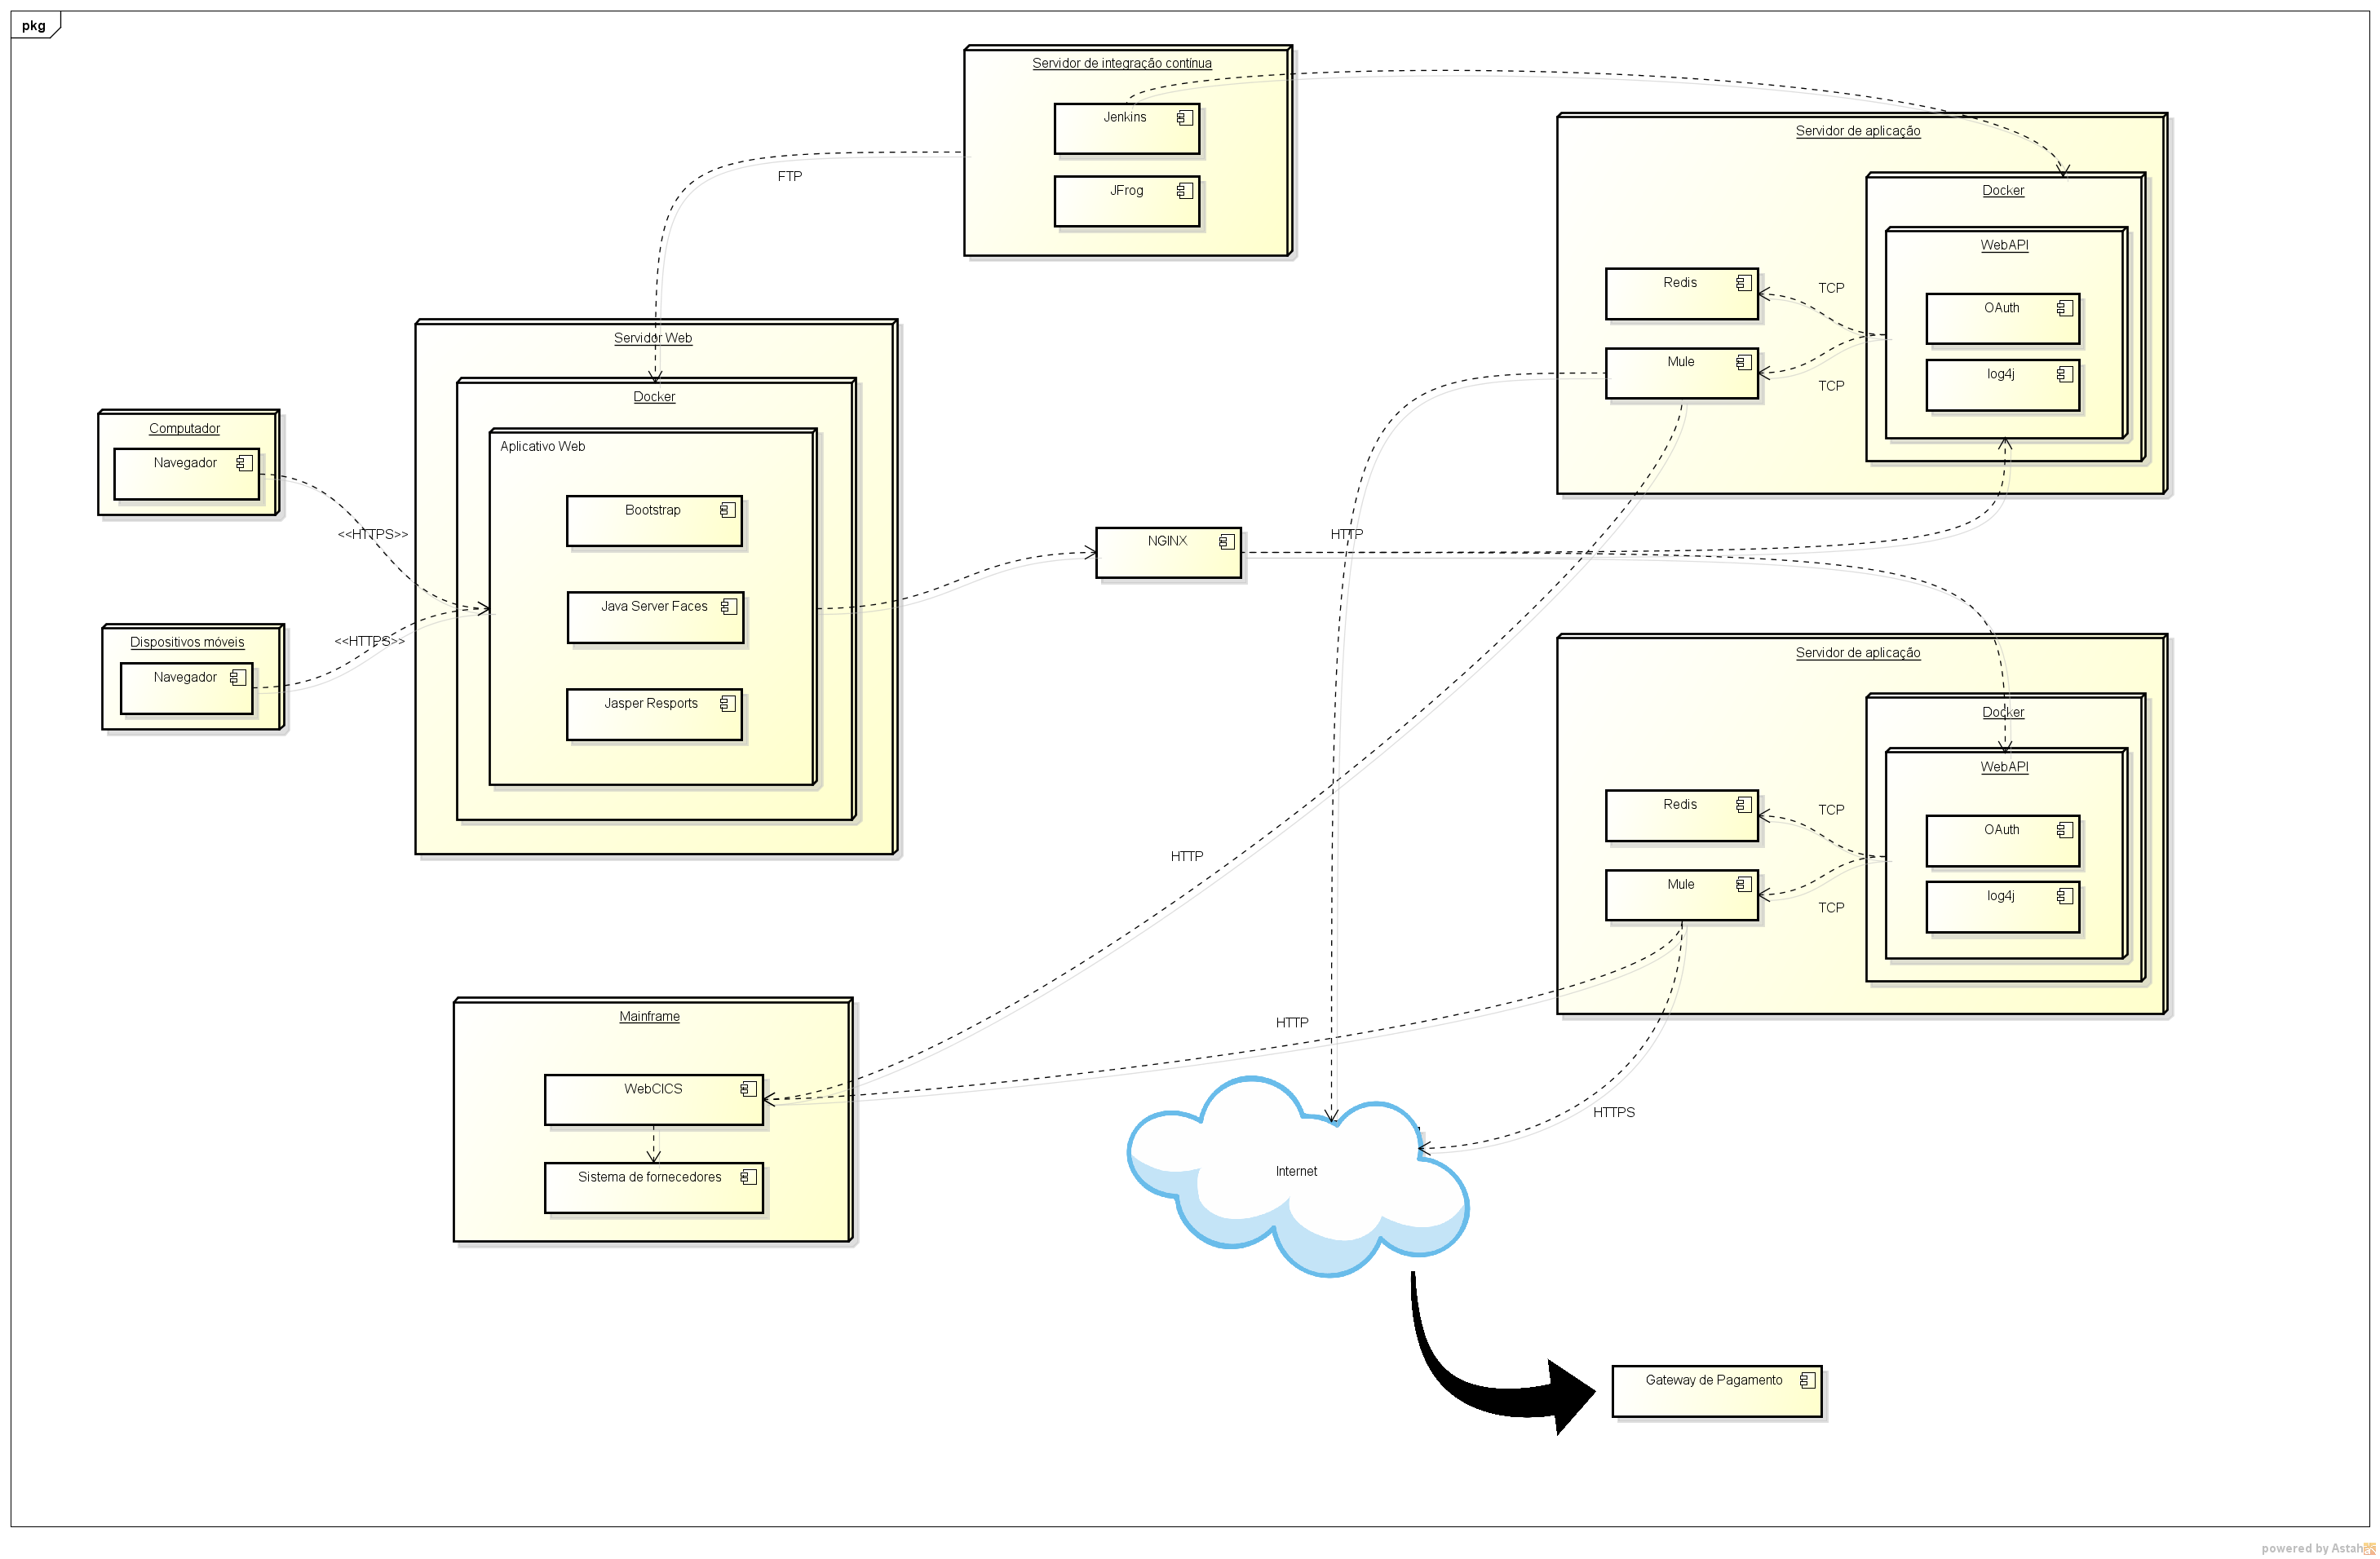 pkg
Servidor de integração contínua
Jenkins
JFrog
FTP
Servidor de aplicação
Docker
WebAPI
OAuth
log4j
Redis
Mule
TCP
TCP
Servidor Web
Docker
Aplicativo Web
Bootstrap
Java Server Faces
Jasper Resports
Computador
Navegador
<<HTTPS>>
Dispositivos móveis
Navegador
<<HTTPS>>
NGINX
HTTP
Servidor de aplicação
Docker
WebAPI
OAuth
log4j
Redis
Mule
TCP
TCP
HTTP
HTTP
HTTPS
Mainframe
WebCICS
Sistema de fornecedores
Internet
Gateway de Pagamento
powered by Astah